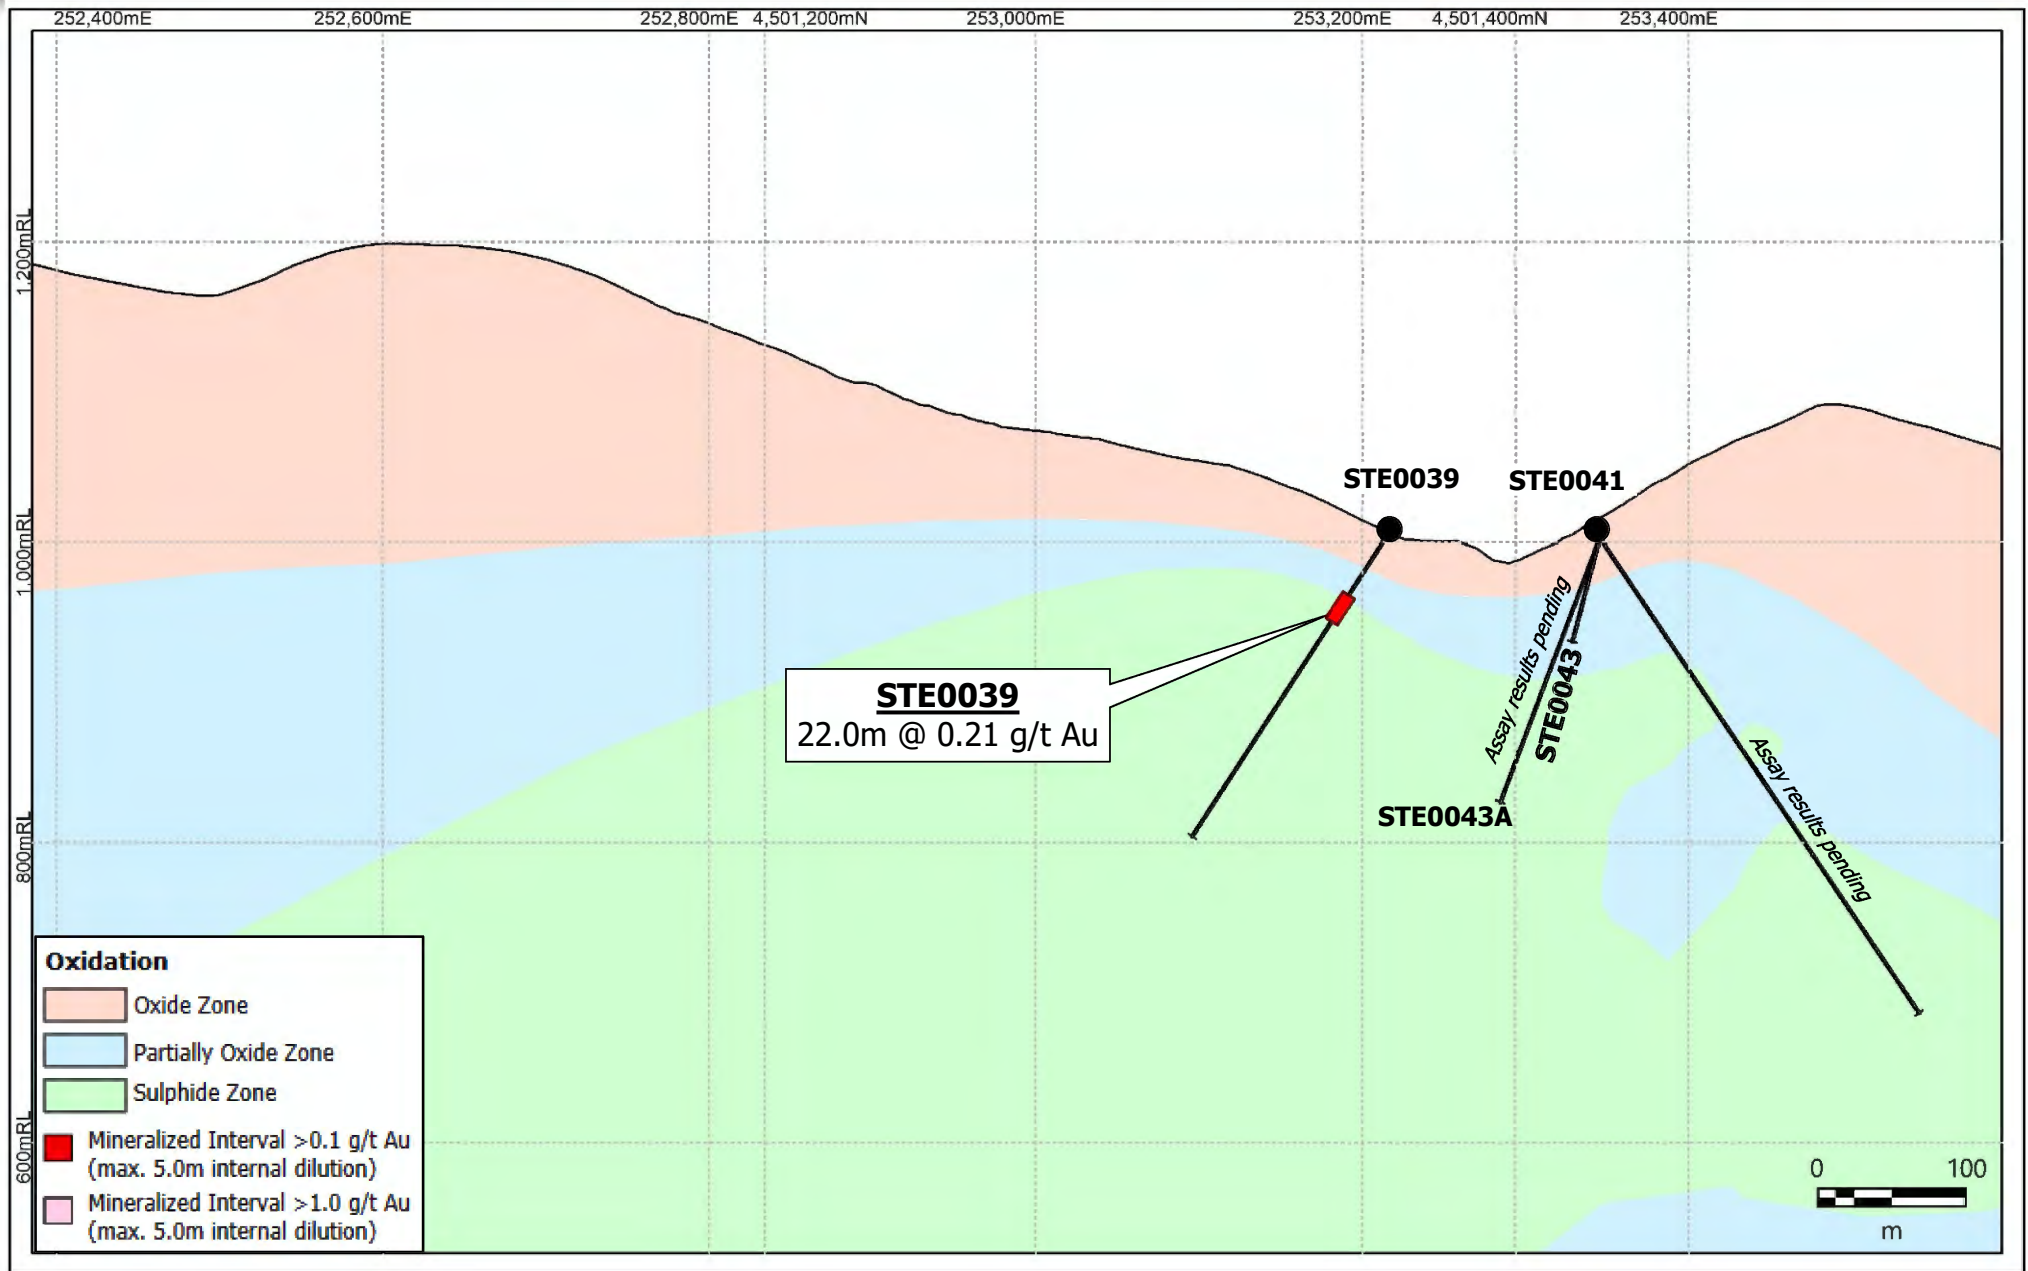 252,400mE
252,600mE
252,800mE
4,501,200mN
253,000mE
253,200mE
4,501,400mN
253,400mE
1,200mRL
1,000mRL
800mRL
600mRL
STE0039
STE0041
STE0039
22.0m @ 0.21 g/t Au
Assay results pending
STE0043
STE0043A
Assay results pending
Oxidation
Oxide Zone
Partially Oxide Zone
Sulphide Zone
Mineralized Interval >0.1 g/t Au
(max. 5.0m internal dilution)
Mineralized Interval >1.0 g/t Au
(max. 5.0m internal dilution)
0 100
m